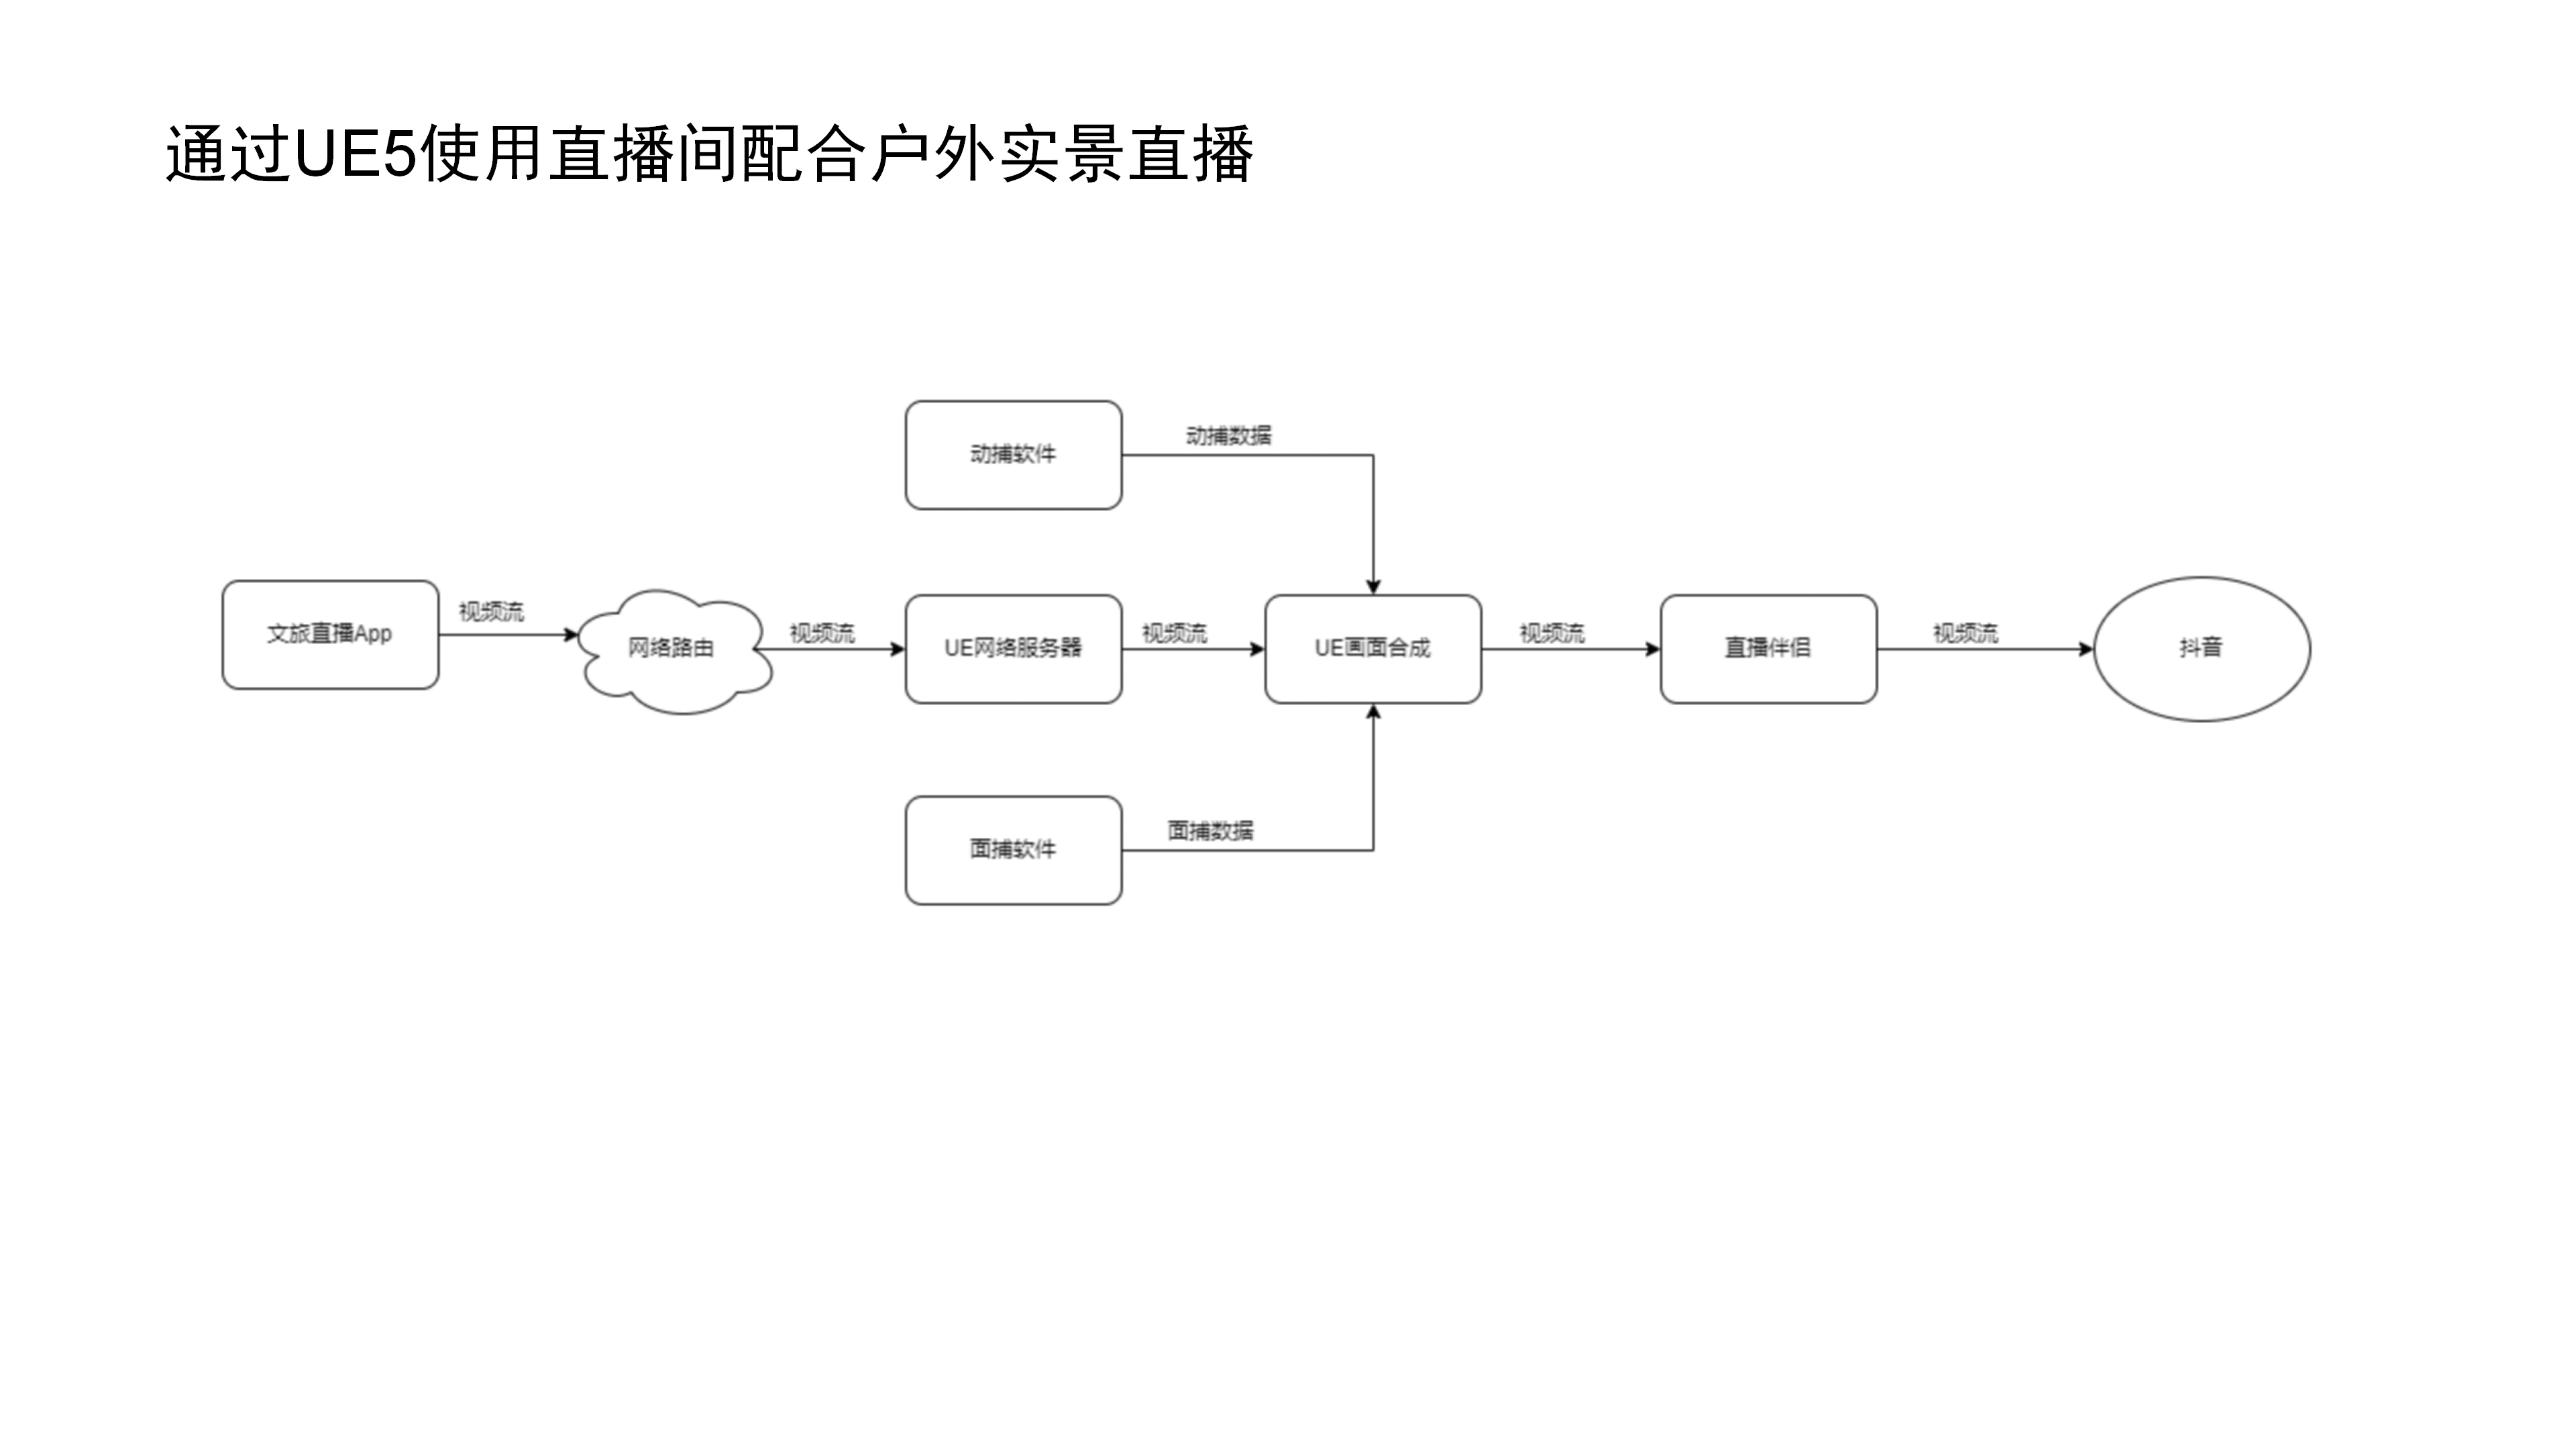 通过UE5使用直播间配合户外实景直播
动捕软件
动捕数据
文旅直播App
视频流
网络路由
视频流
UE网络服务器
视频流
UE画面合成
视频流
直播伴侣
视频流
抖音
面捕软件
面捕数据